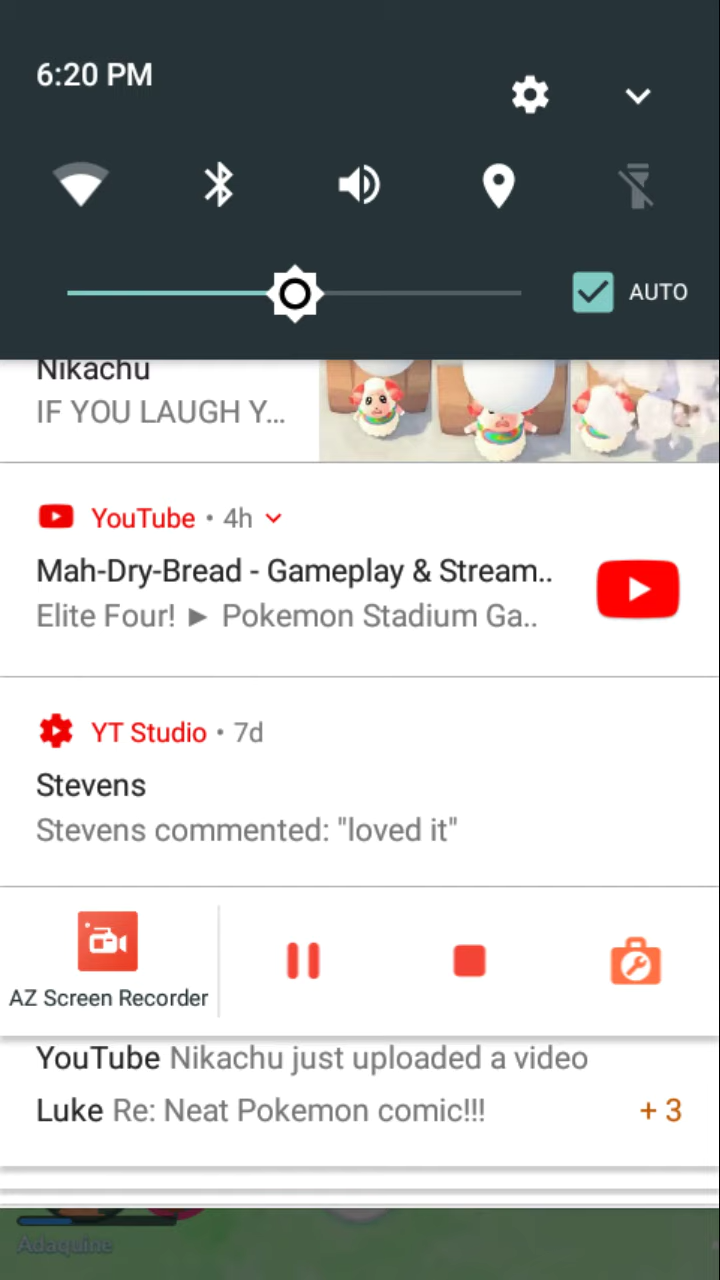 6:20 PM
AUTO
Nikachu
IF YOU LAUGH Y...
YouTube • 4h
Mah-Dry-Bread - Gameplay & Stream..
Elite Four! ► Pokemon Stadium Ga..
YT Studio • 7d
Stevens
Stevens commented: "loved it"
AZ Screen Recorder
YouTube Nikachu just uploaded a video
Luke Re: Neat Pokemon comic!!! + 3
Adaquine